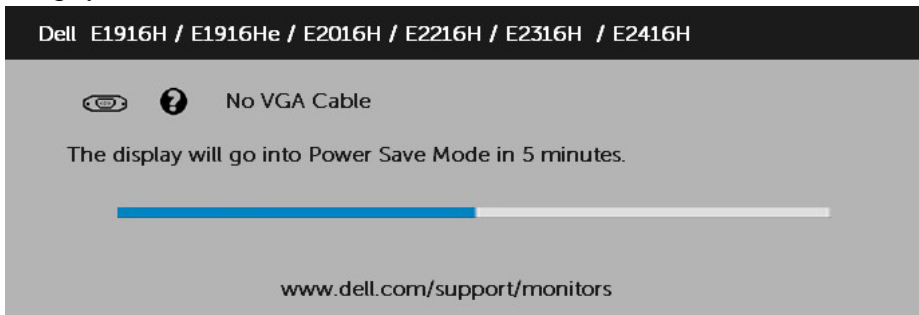 Dell E1916H / E1916He / E2016H / E2216H / E2316H / E2416H
? No VGA Cable
The display will go into Power Save Mode in 5 minutes.
www.dell.com/support/monitors